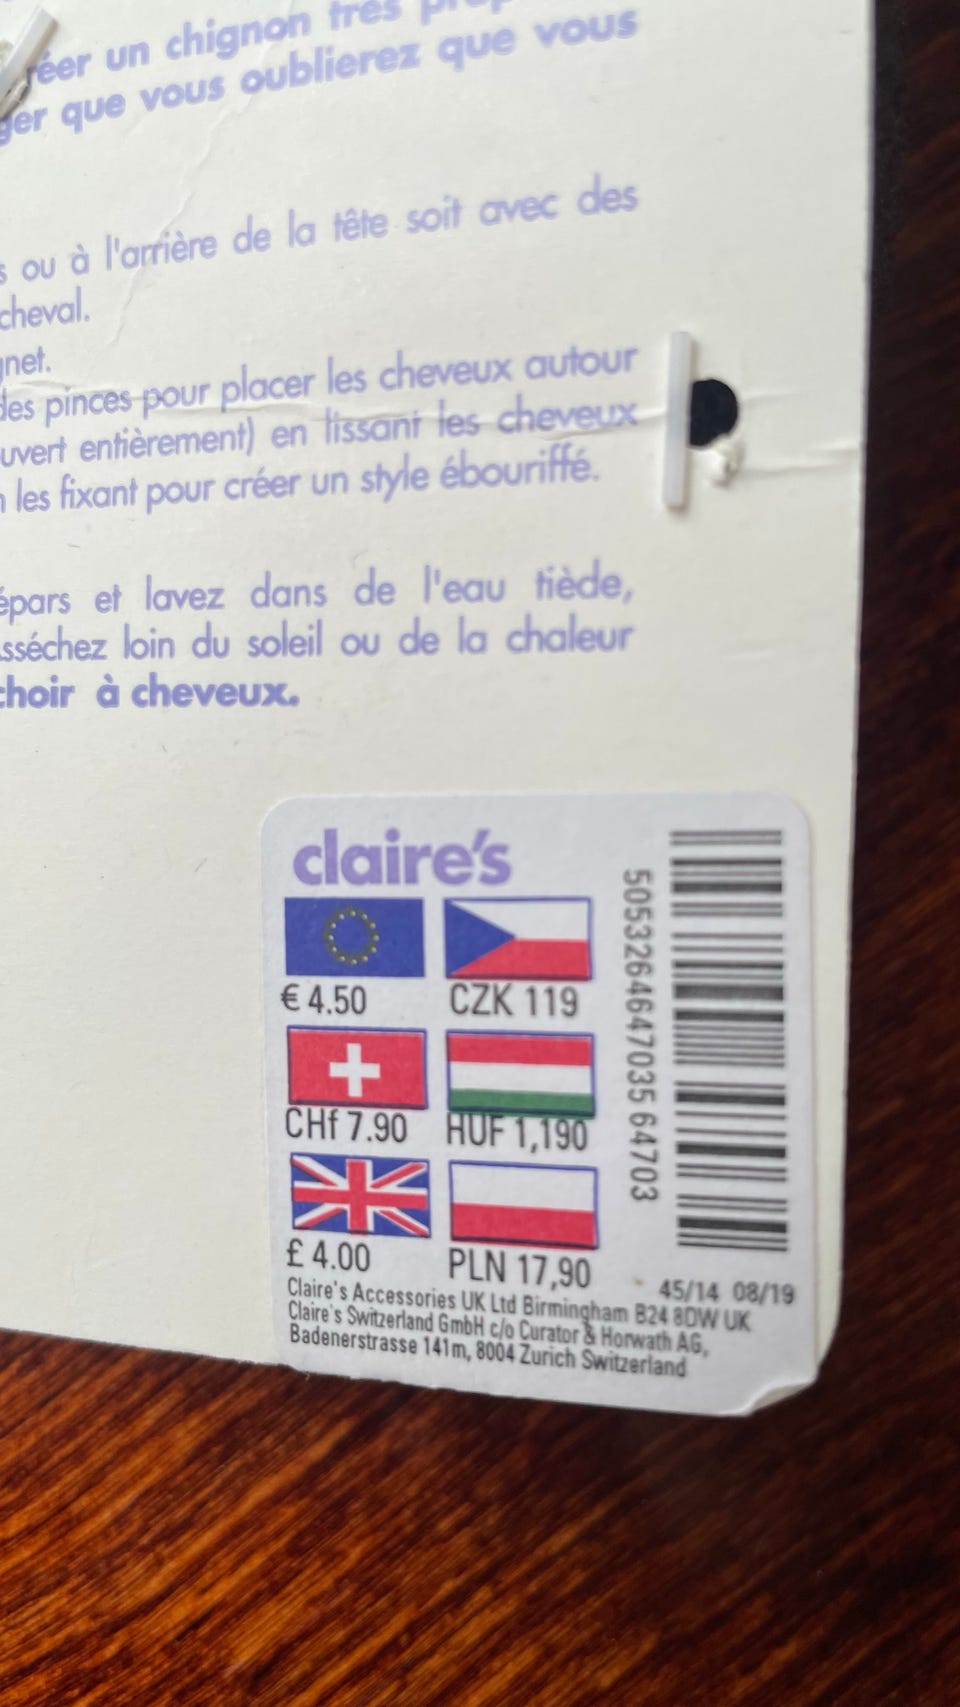 réer un chignon très
ger que vous oublierez que vous
s ou à l'arrière de la tête soit avec des
cheval.
gnet.
des pinces pour placer les cheveux autour
uvert entièrement) en lissant les cheveux
n les fixant pour créer un style ébouriffé.
épars et lavez dans de l'eau tiède,
sséchez loin du soleil ou de la chaleur
choir à cheveux.
claire's
€ 4.50 CZK 119
CHf 7.90 HUF 1,190
£ 4.00 PLN 17,90
5053264647035 64703
45/14 08/19
Claire's Accessories UK Ltd Birmingham B24 8DW UK
Claire's Switzerland GmbH c/o Curator & Horwath AG,
Badenerstrasse 141m, 8004 Zurich Switzerland